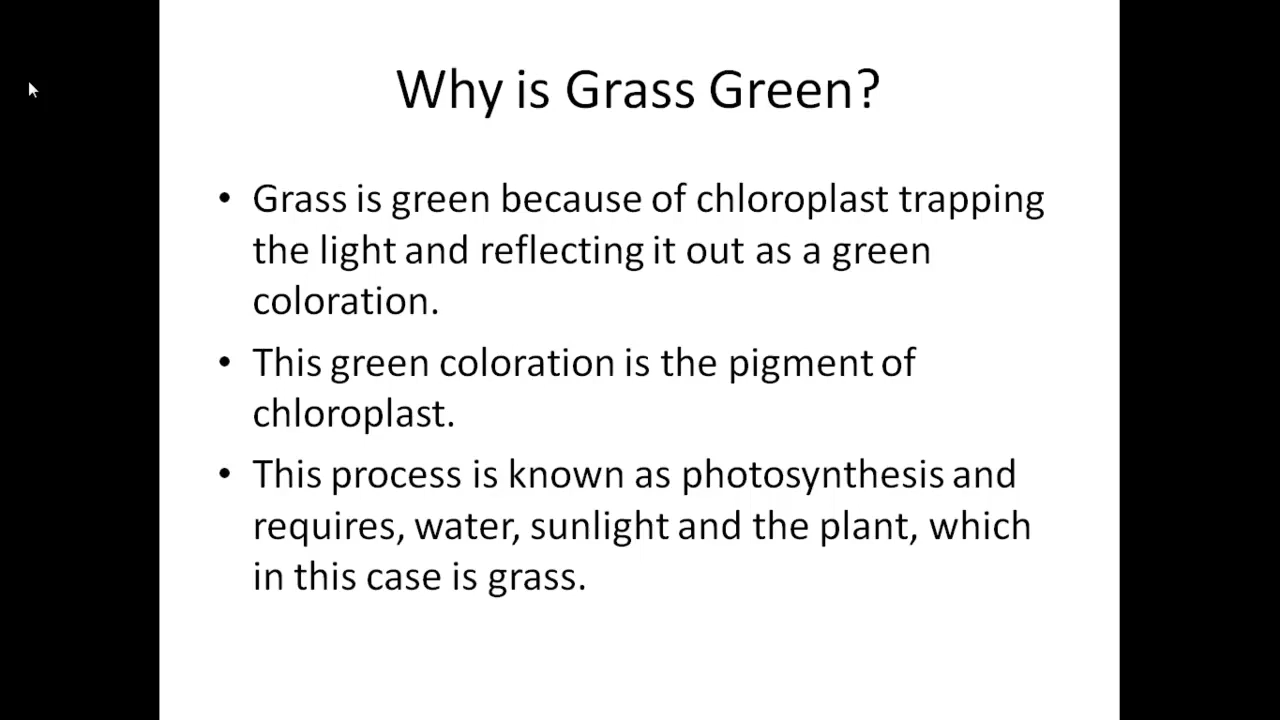 Why is Grass Green?
• Grass is green because of chloroplast trapping
the light and reflecting it out as a green
coloration.
• This green coloration is the pigment of
chloroplast.
• This process is known as photosynthesis and
requires, water, sunlight and the plant, which
in this case is grass.